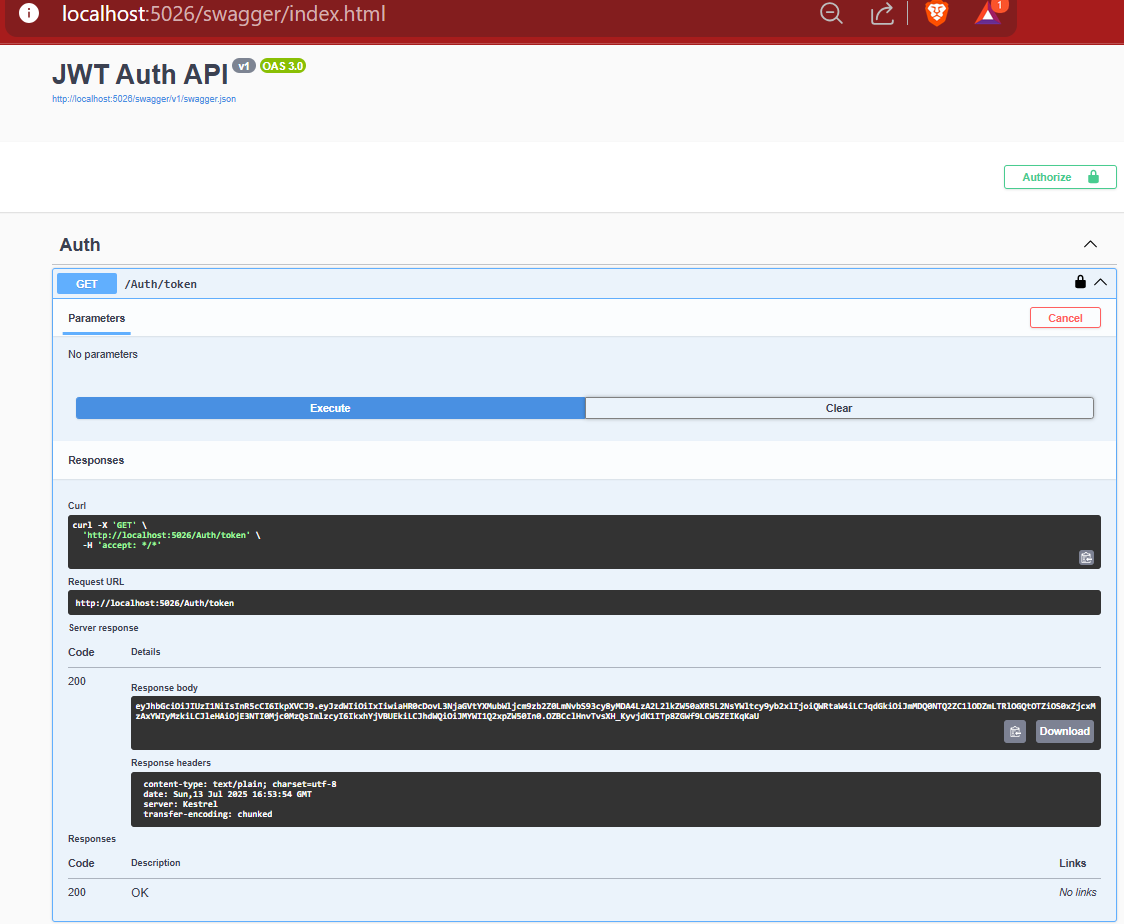 localhost:5026/swagger/index.html
1
JWT Auth API v1 OAS 3.0
http://localhost:5026/swagger/v1/swagger.json
Authorize
Auth
GET /Auth/token
Parameters Cancel
No parameters
Execute Clear
Responses
Curl
curl -X 'GET' \
'http://localhost:5026/Auth/token' \
-H 'accept: */*'
Request URL
http://localhost:5026/Auth/token
Server response
Code Details
200
Response body
Download
Response headers
content-type: text/plain; charset=utf-8
date: Sun,13 Jul 2025 16:53:54 GMT
server: Kestrel
transfer-encoding: chunked
Responses
Code Description Links
200 OK No links